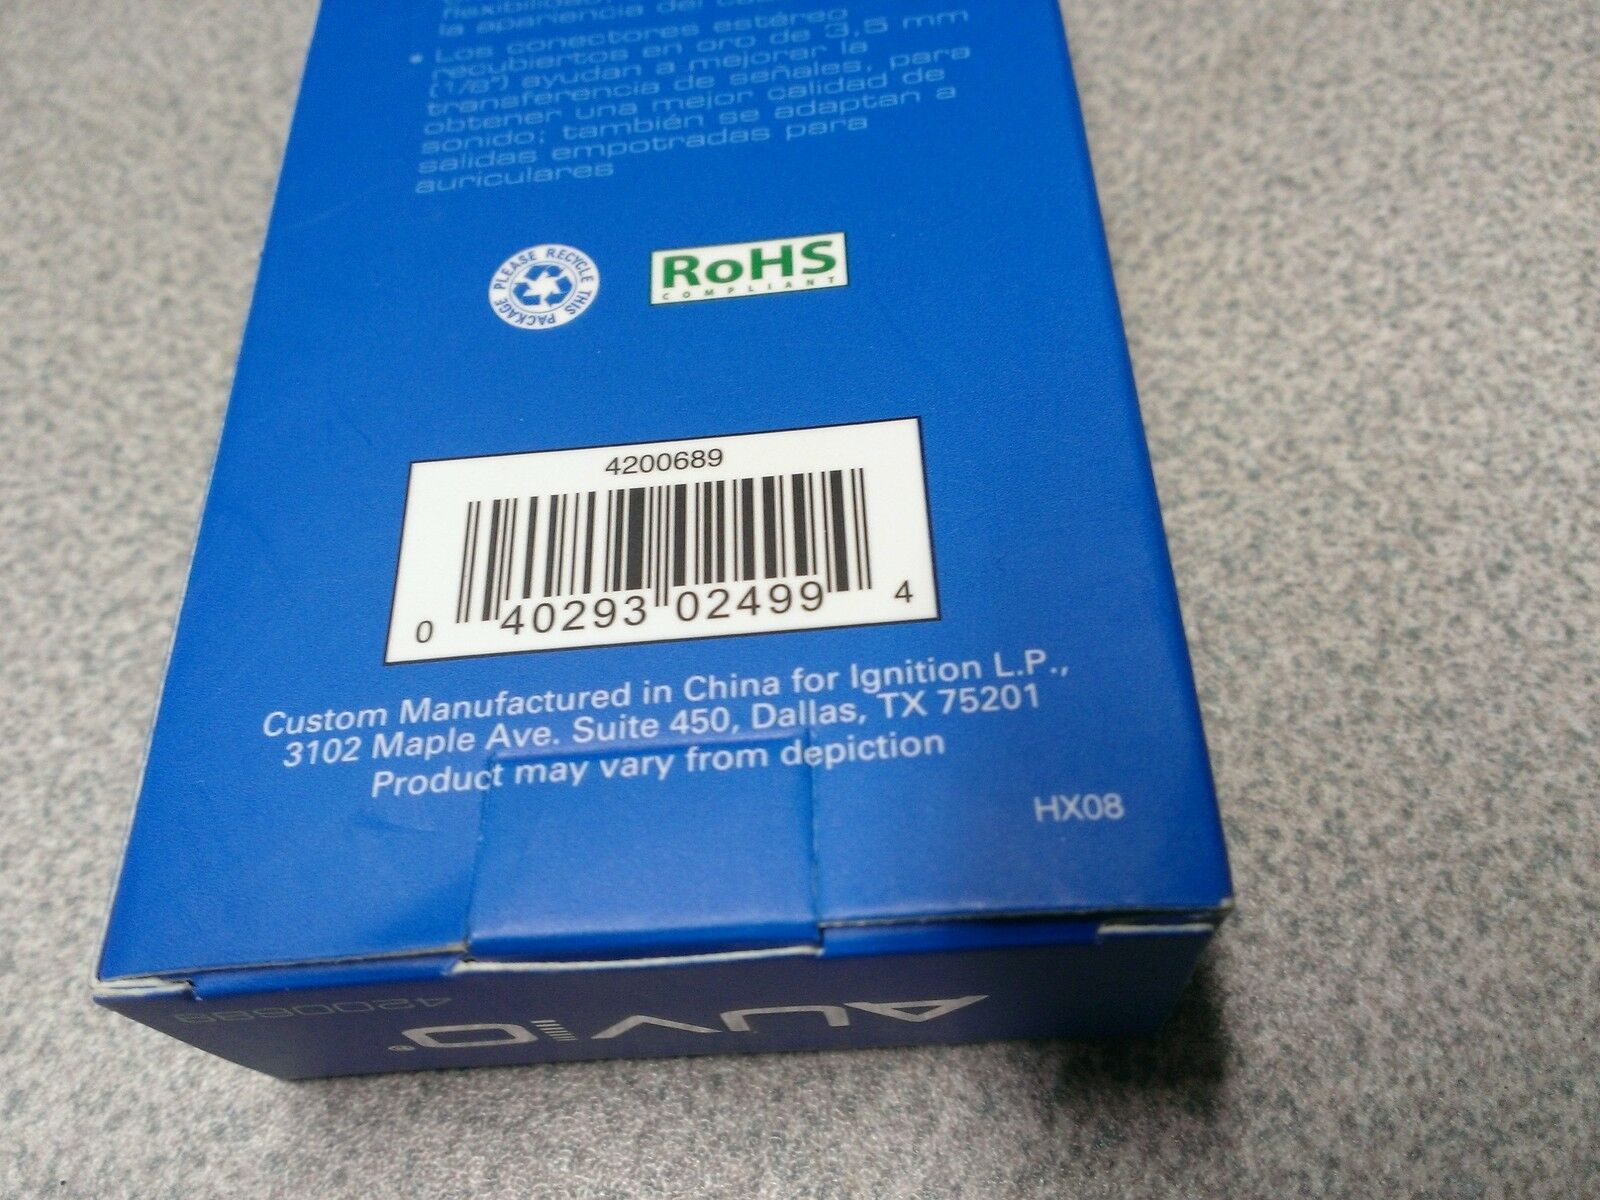 flexibilidad,
la apariencia del
• Los conectores estéreo
recubiertos en oro de 3,5 mm
(1/8") ayudan a mejorar la
transferencia de señales, para
obtener una mejor calidad de
sonido; también se adaptan a
salidas empotradas para
auriculares
PLEASE RECYCLE THIS PACKAGE
RoHS
COMPLIANT
4200689
0 40293 02499 4
Custom Manufactured in China for Ignition L.P.,
3102 Maple Ave. Suite 450, Dallas, TX 75201
Product may vary from depiction
HX08
AUVIO®
4200689